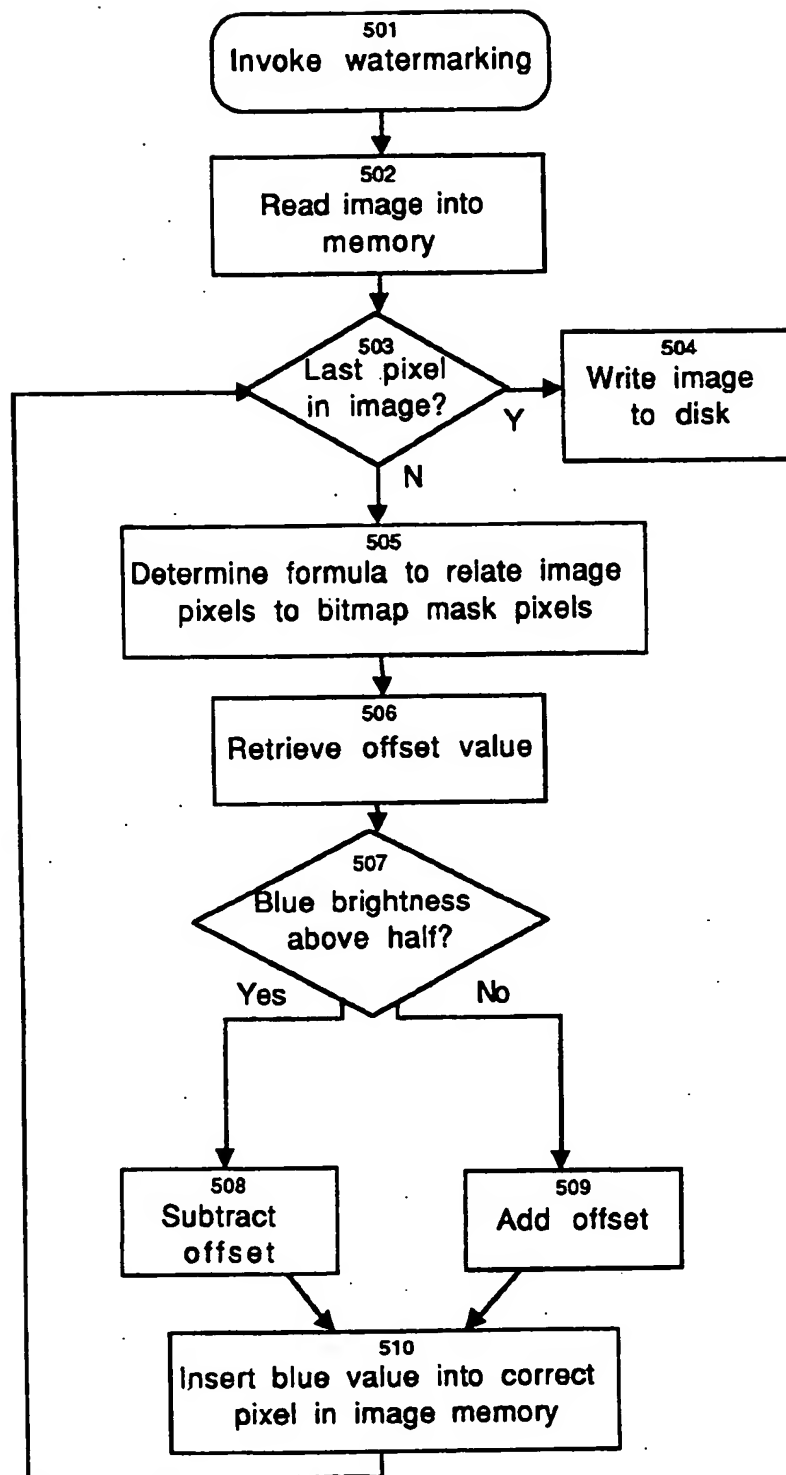 501
Invoke watermarking
502
Read image into
memory
503
Last pixel
in image?
504
Write image
to disk
Y
N
505
Determine formula to relate image
pixels to bitmap mask pixels
506
Retrieve offset value
507
Blue brightness
above half?
Yes
No
508
Subtract
offset
509
Add offset
510
Insert blue value into correct
pixel in image memory